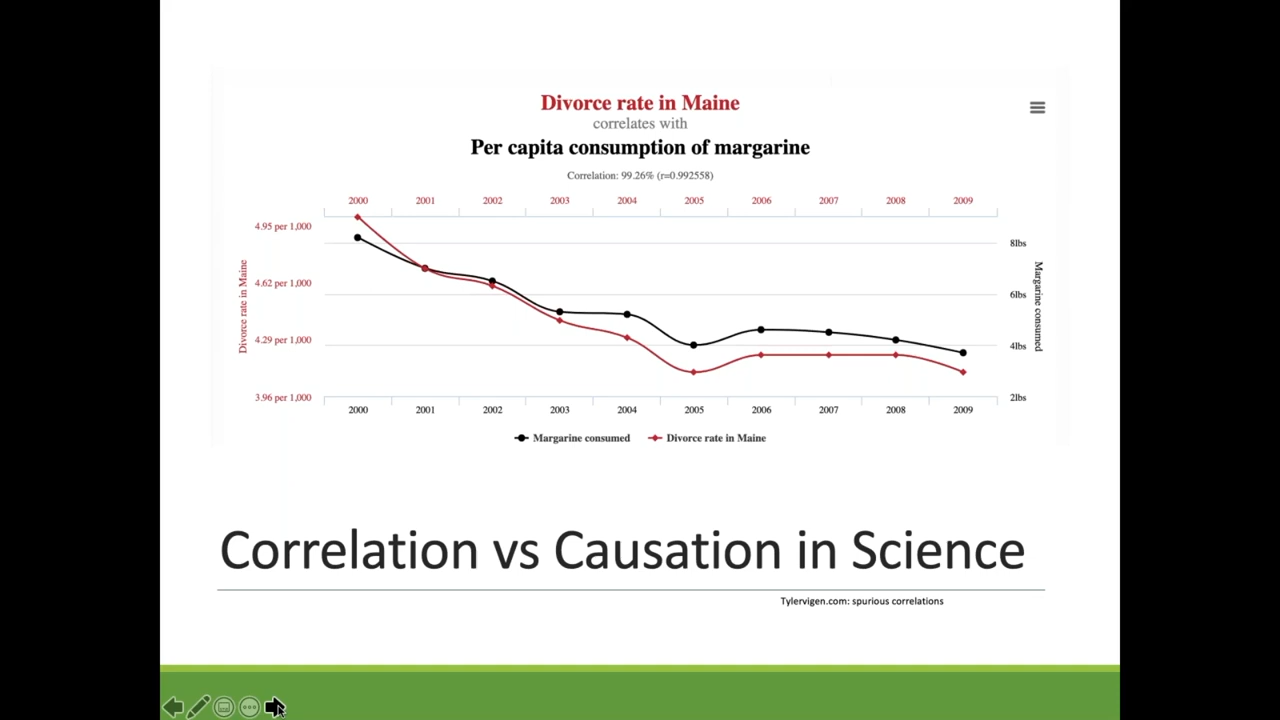 Divorce rate in Maine
correlates with
Per capita consumption of margarine
Correlation: 99.26% (r=0.992558)
2000 2001 2002 2003 2004 2005 2006 2007 2008 2009
4.95 per 1,000
8lbs
4.62 per 1,000
6lbs
4.29 per 1,000
4lbs
3.96 per 1,000
2lbs
Divorce rate in Maine
Margarine consumed
2000 2001 2002 2003 2004 2005 2006 2007 2008 2009
Margarine consumed Divorce rate in Maine
Correlation vs Causation in Science
Tylervigen.com: spurious correlations